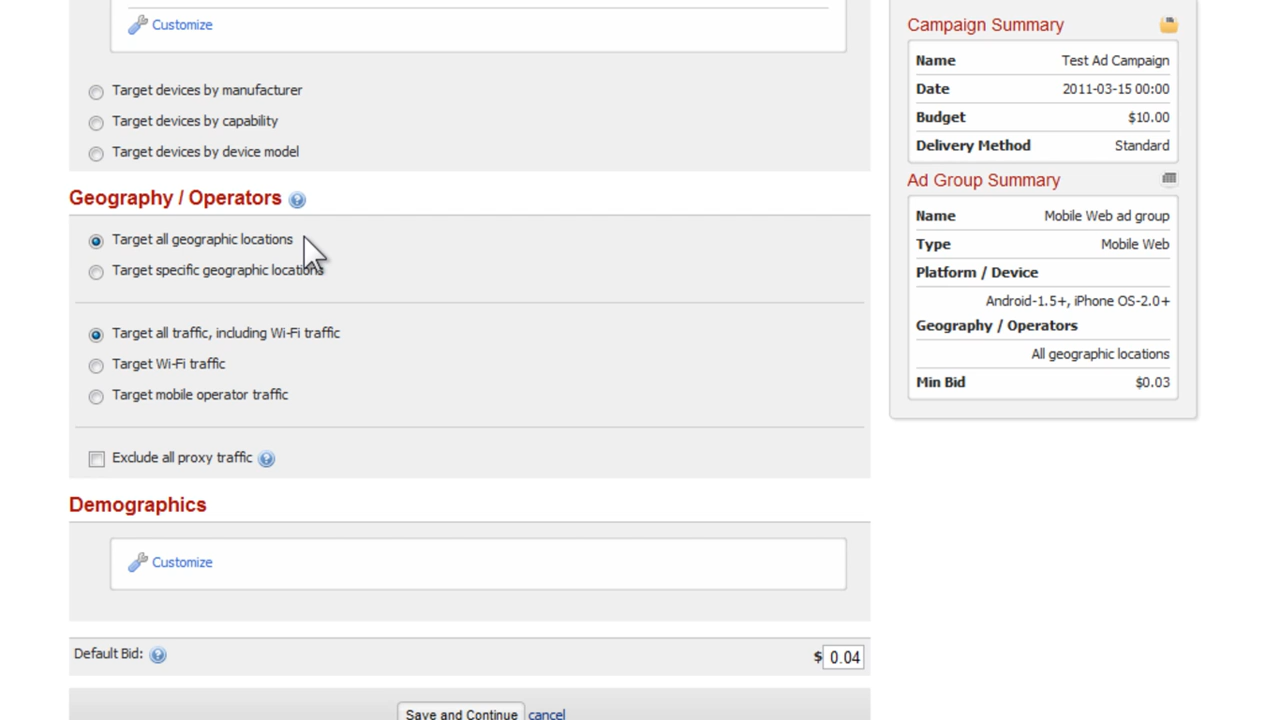 Customize
Target devices by manufacturer
Target devices by capability
Target devices by device model
Geography / Operators
Target all geographic locations
Target specific geographic locations
Target all traffic, including Wi-Fi traffic
Target Wi-Fi traffic
Target mobile operator traffic
Exclude all proxy traffic
Demographics
Customize
Default Bid: $ 0.04
Save and Continue cancel
Campaign Summary
Name Test Ad Campaign
Date 2011-03-15 00:00
Budget $10.00
Delivery Method Standard
Ad Group Summary
Name Mobile Web ad group
Type Mobile Web
Platform / Device
Android-1.5+, iPhone OS-2.0+
Geography / Operators
All geographic locations
Min Bid $0.03